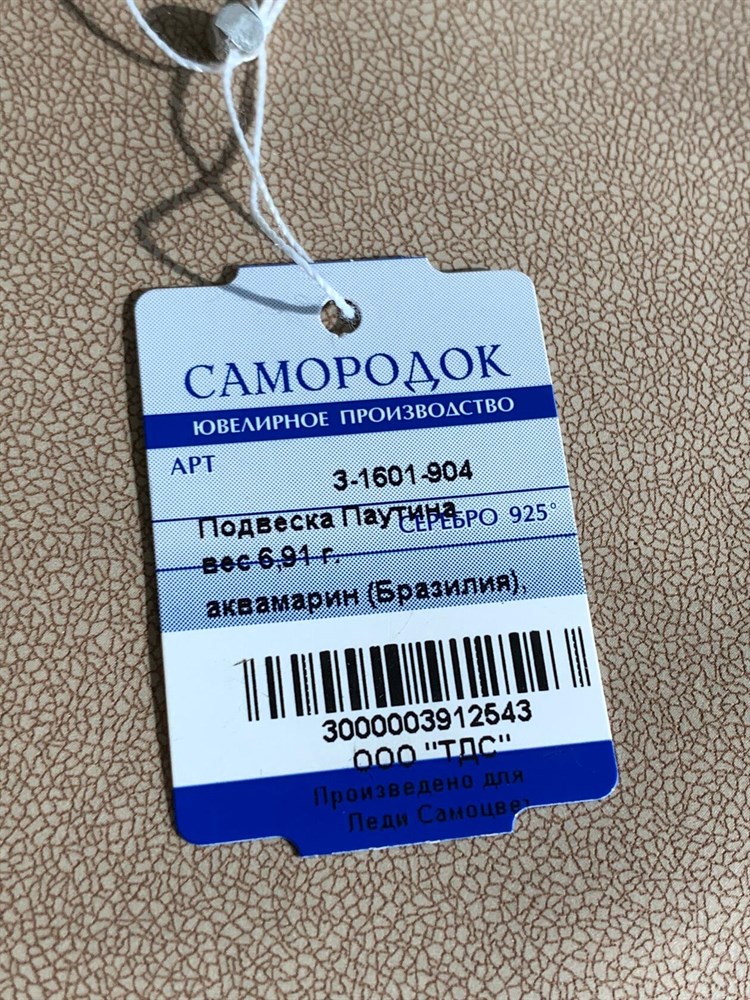 САМОРОДОК
ЮВЕЛИРНОЕ ПРОИЗВОДСТВО
АРТ
3-1601-904
Подвеска Паутина
СЕРЕБРО 925°
вес 6,91 г.
аквамарин (Бразилия),
3000003912543
ООО "ТДС"
Произведено для
Леди Самоцвет